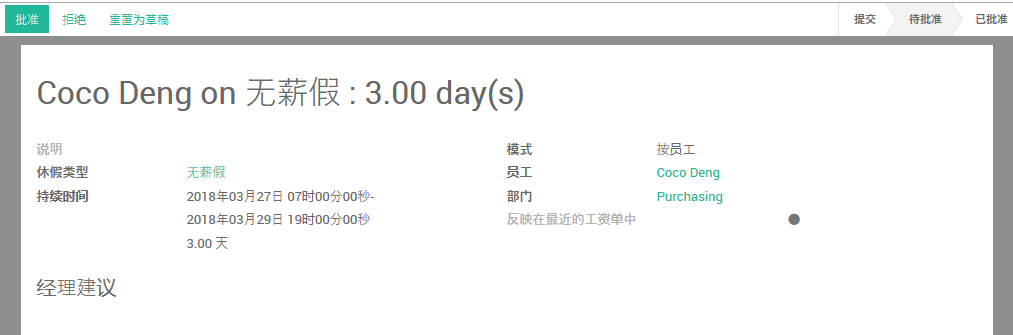 批准 拒绝 重置为草稿 提交 待批准 已批准
Coco Deng on 无薪假 : 3.00 day(s)
说明 模式 按员工
休假类型 无薪假 员工 Coco Deng
持续时间 2018年03月27日 07时00分00秒- 部门 Purchasing
2018年03月29日 19时00分00秒 反映在最近的工资单中
3.00 天
经理建议